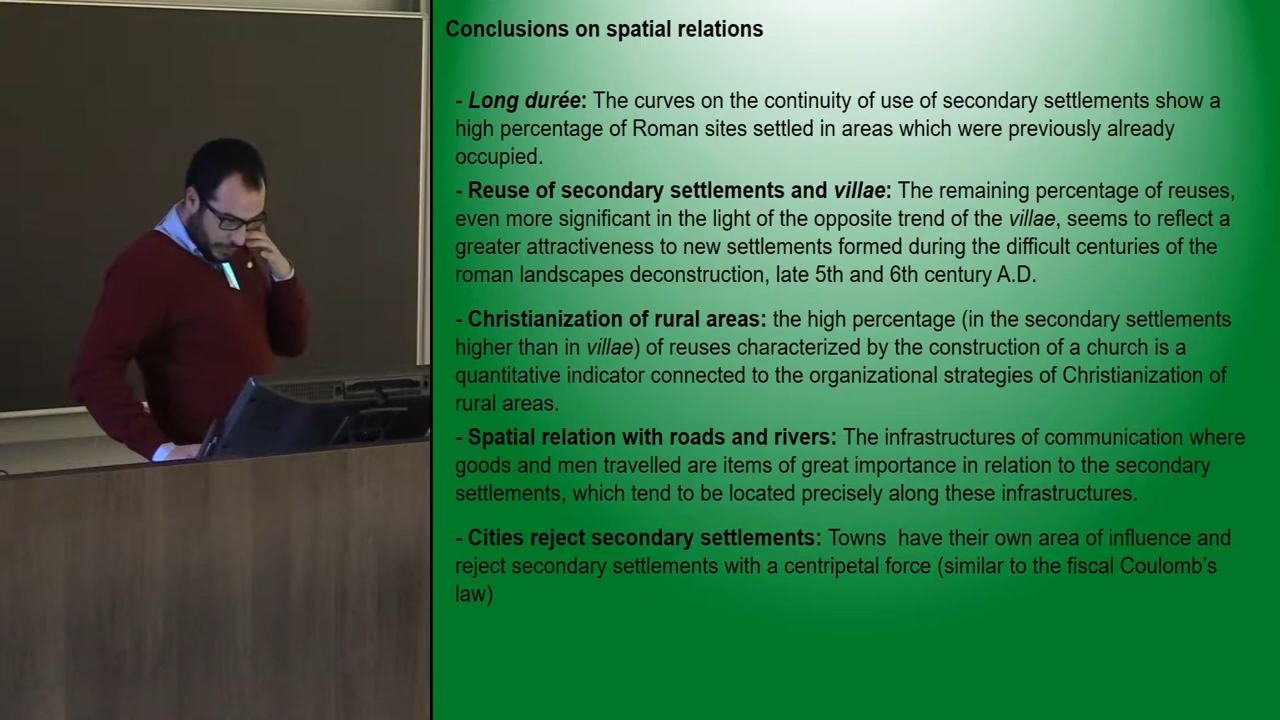 Conclusions on spatial relations
- Long durée: The curves on the continuity of use of secondary settlements show a
high percentage of Roman sites settled in areas which were previously already
occupied.
- Reuse of secondary settlements and villae: The remaining percentage of reuses,
even more significant in the light of the opposite trend of the villae, seems to reflect a
greater attractiveness to new settlements formed during the difficult centuries of the
roman landscapes deconstruction, late 5th and 6th century A.D.
- Christianization of rural areas: the high percentage (in the secondary settlements
higher than in villae) of reuses characterized by the construction of a church is a
quantitative indicator connected to the organizational strategies of Christianization of
rural areas.
- Spatial relation with roads and rivers: The infrastructures of communication where
goods and men travelled are items of great importance in relation to the secondary
settlements, which tend to be located precisely along these infrastructures.
- Cities reject secondary settlements: Towns  have their own area of influence and
reject secondary settlements with a centripetal force (similar to the fiscal Coulomb's
law)